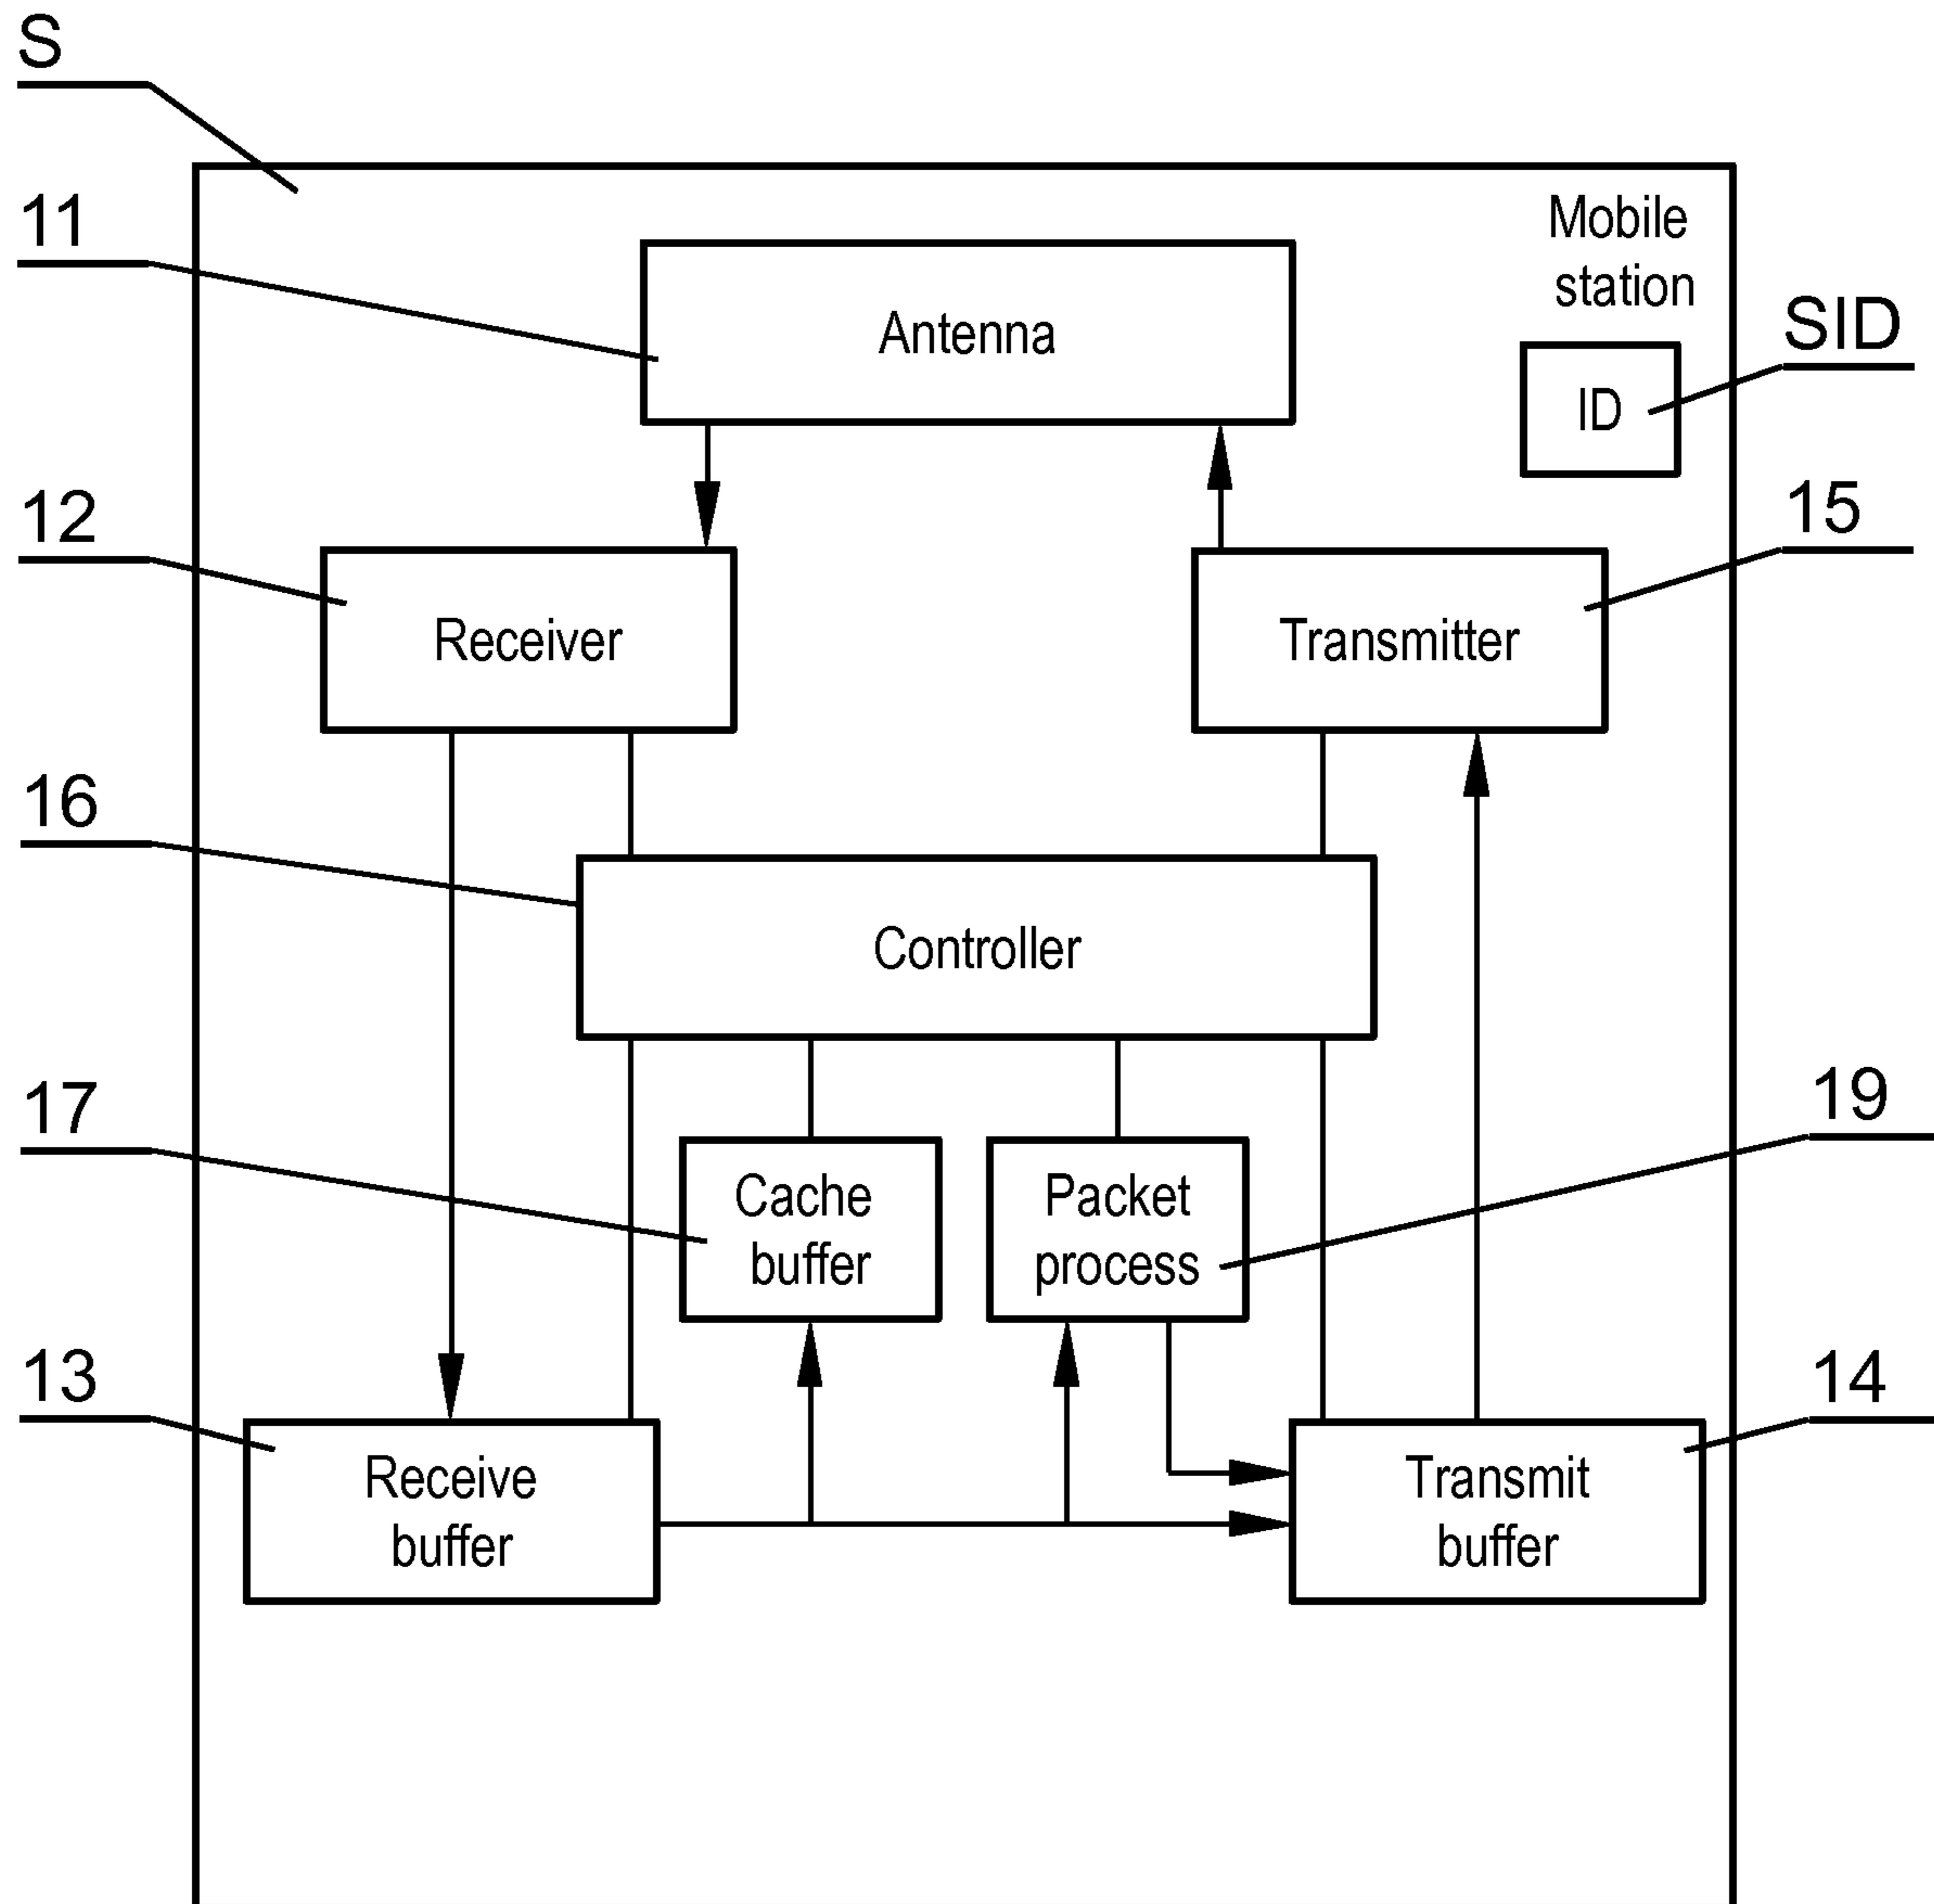 S
11
Mobile
station
Antenna
SID
ID
12
15
Receiver
Transmitter
16
Controller
17
19
Cache
buffer
Packet
process
13
14
Receive
buffer
Transmit
buffer